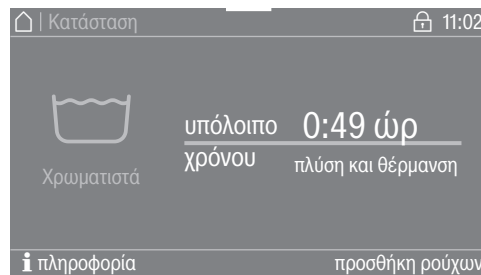 | Κατάσταση 11:02
υπόλοιπο 0:49 ώρ
χρόνου πλύση και θέρμανση
Χρωματιστά
i πληροφορία προσθήκη ρούχων